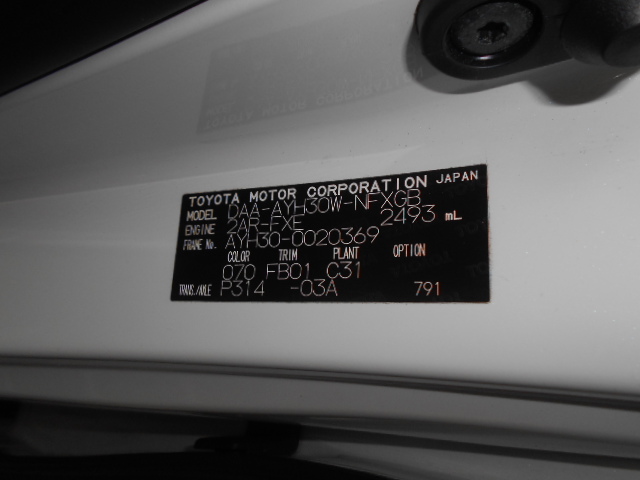 TOYOTA MOTOR CORPORATION JAPAN
MODEL DAA-AYH30W-NFXGB
ENGINE 2AR-FXE 2493 mL
FRAME No. AYH30-0020369
COLOR TRIM PLANT OPTION
070 FB01 C31
TRANS./AXLE P314 -03A 791